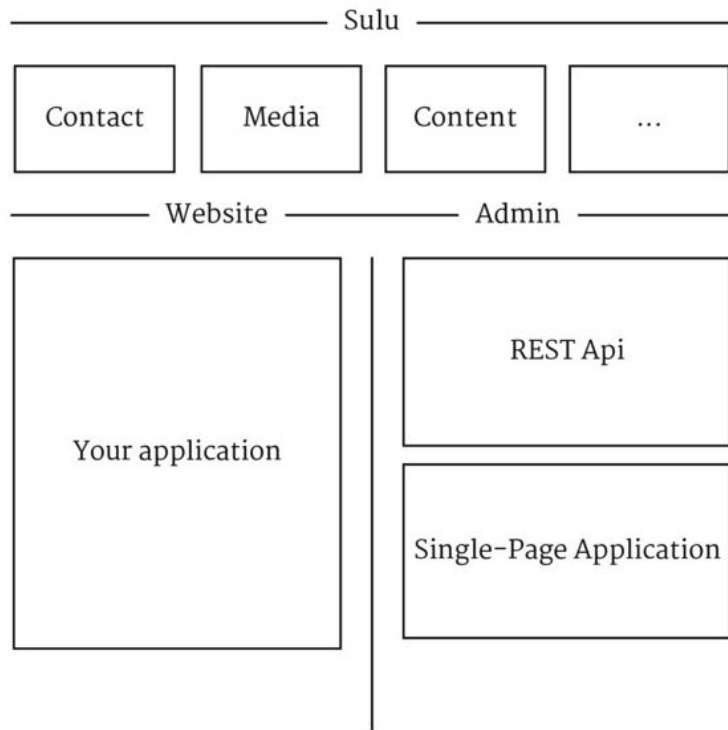 Sulu
Contact
Media
Content
...
Website
Admin
Your application
REST Api
Single-Page Application